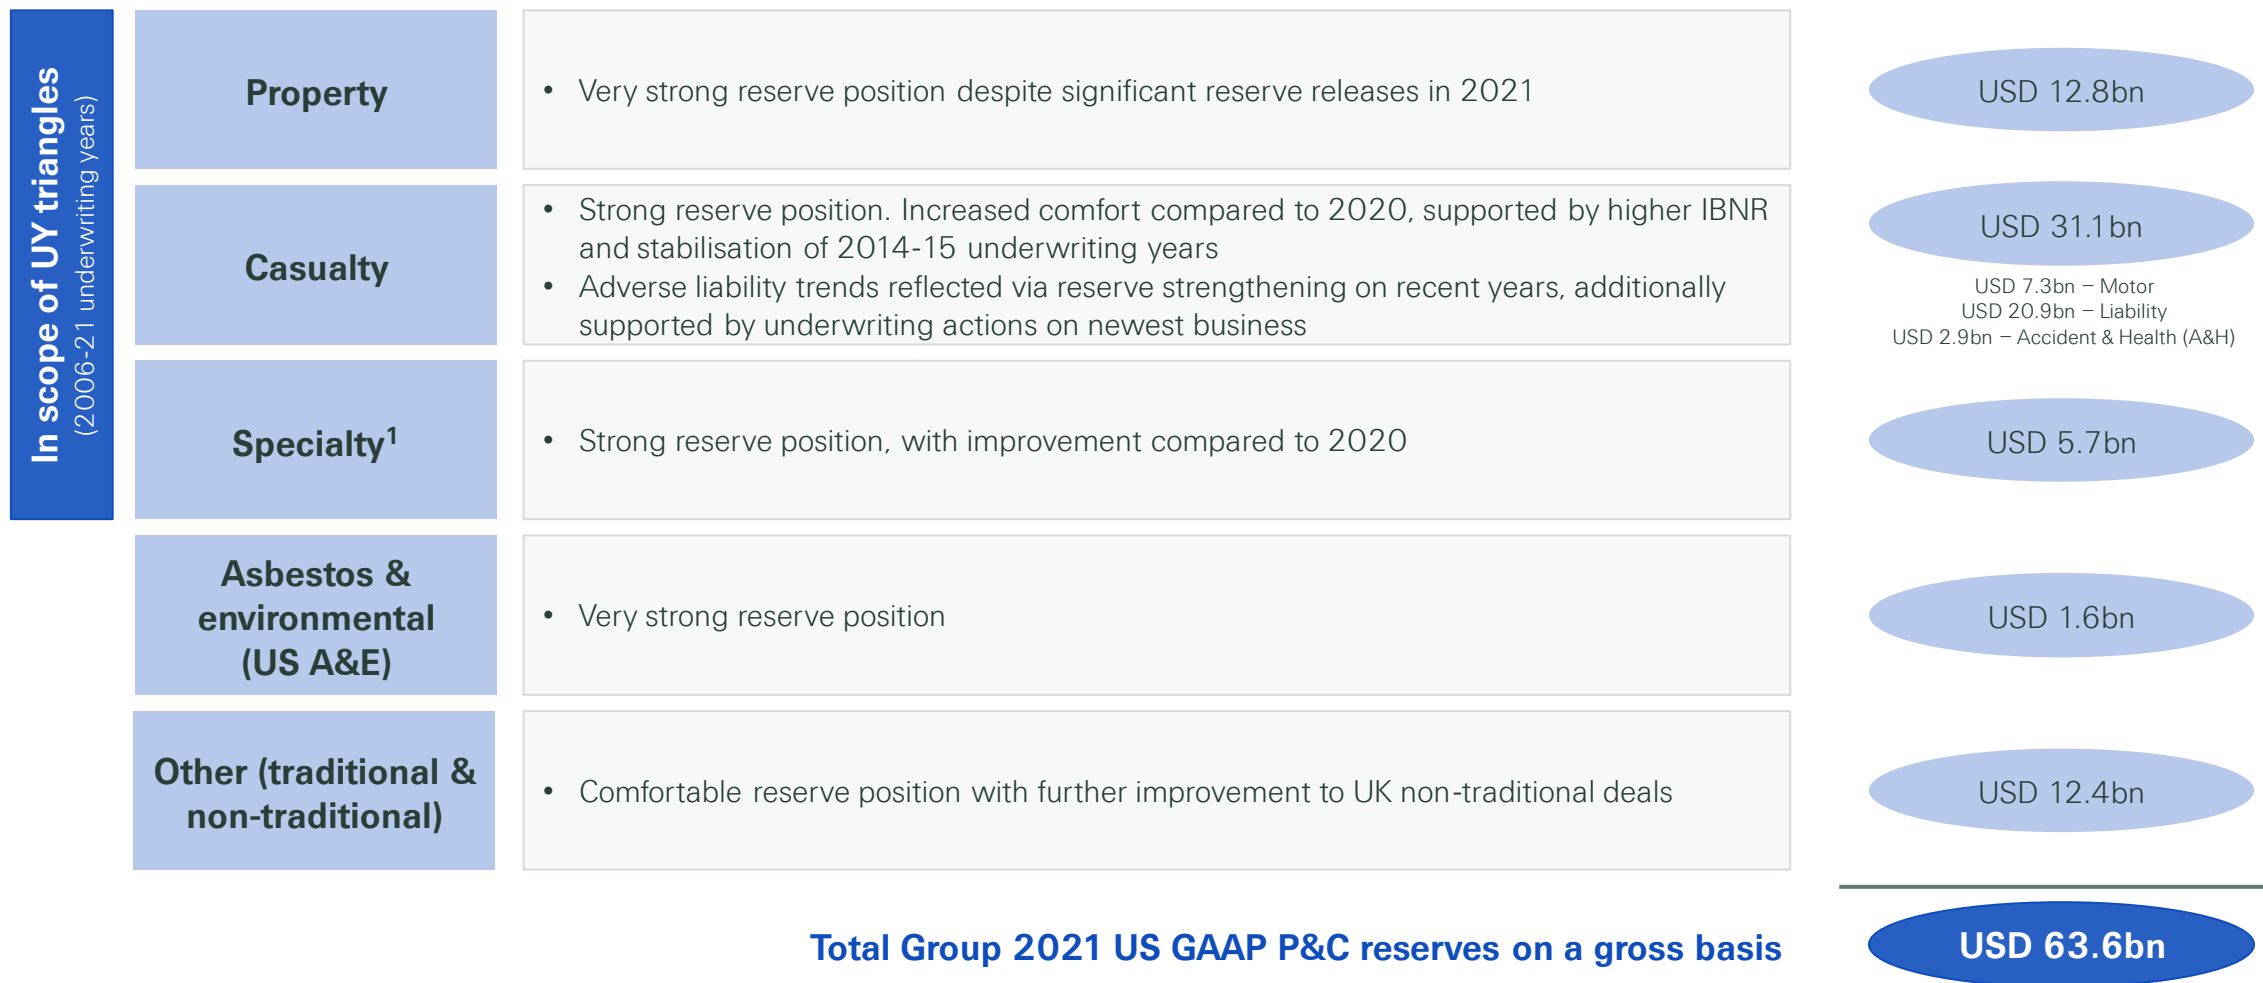 In scope of UY triangles
(2006-21 underwriting years)
Property
• Very strong reserve position despite significant reserve releases in 2021
USD 12.8bn
Casualty
• Strong reserve position. Increased comfort compared to 2020, supported by higher IBNR
and stabilisation of 2014-15 underwriting years
• Adverse liability trends reflected via reserve strengthening on recent years, additionally
supported by underwriting actions on newest business
USD 31.1bn
USD 7.3bn – Motor
USD 20.9bn – Liability
USD 2.9bn – Accident & Health (A&H)
Specialty¹
• Strong reserve position, with improvement compared to 2020
USD 5.7bn
Asbestos &
environmental
(US A&E)
• Very strong reserve position
USD 1.6bn
Other (traditional &
non-traditional)
• Comfortable reserve position with further improvement to UK non-traditional deals
USD 12.4bn
Total Group 2021 US GAAP P&C reserves on a gross basis
USD 63.6bn